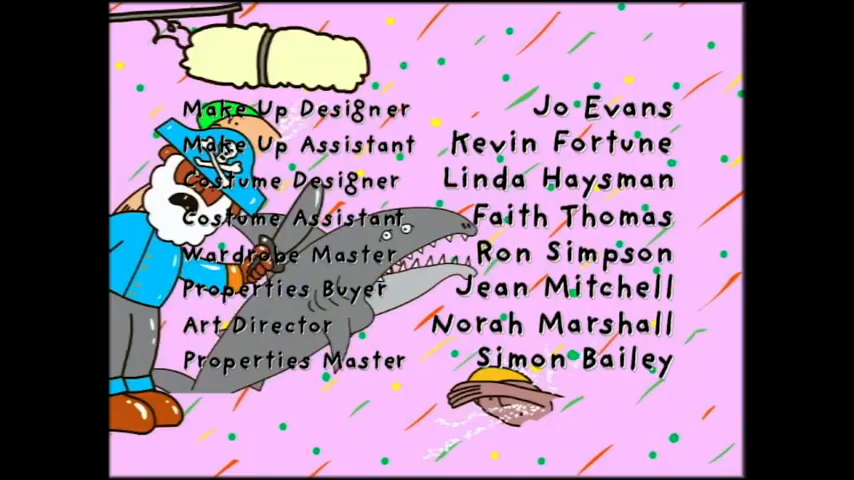 Make Up Designer Jo Evans
Make Up Assistant Kevin Fortune
Costume Designer Linda Haysman
Costume Assistant Faith Thomas
Wardrobe Master Ron Simpson
Properties Buyer Jean Mitchell
Art Director Norah Marshall
Properties Master Simon Bailey